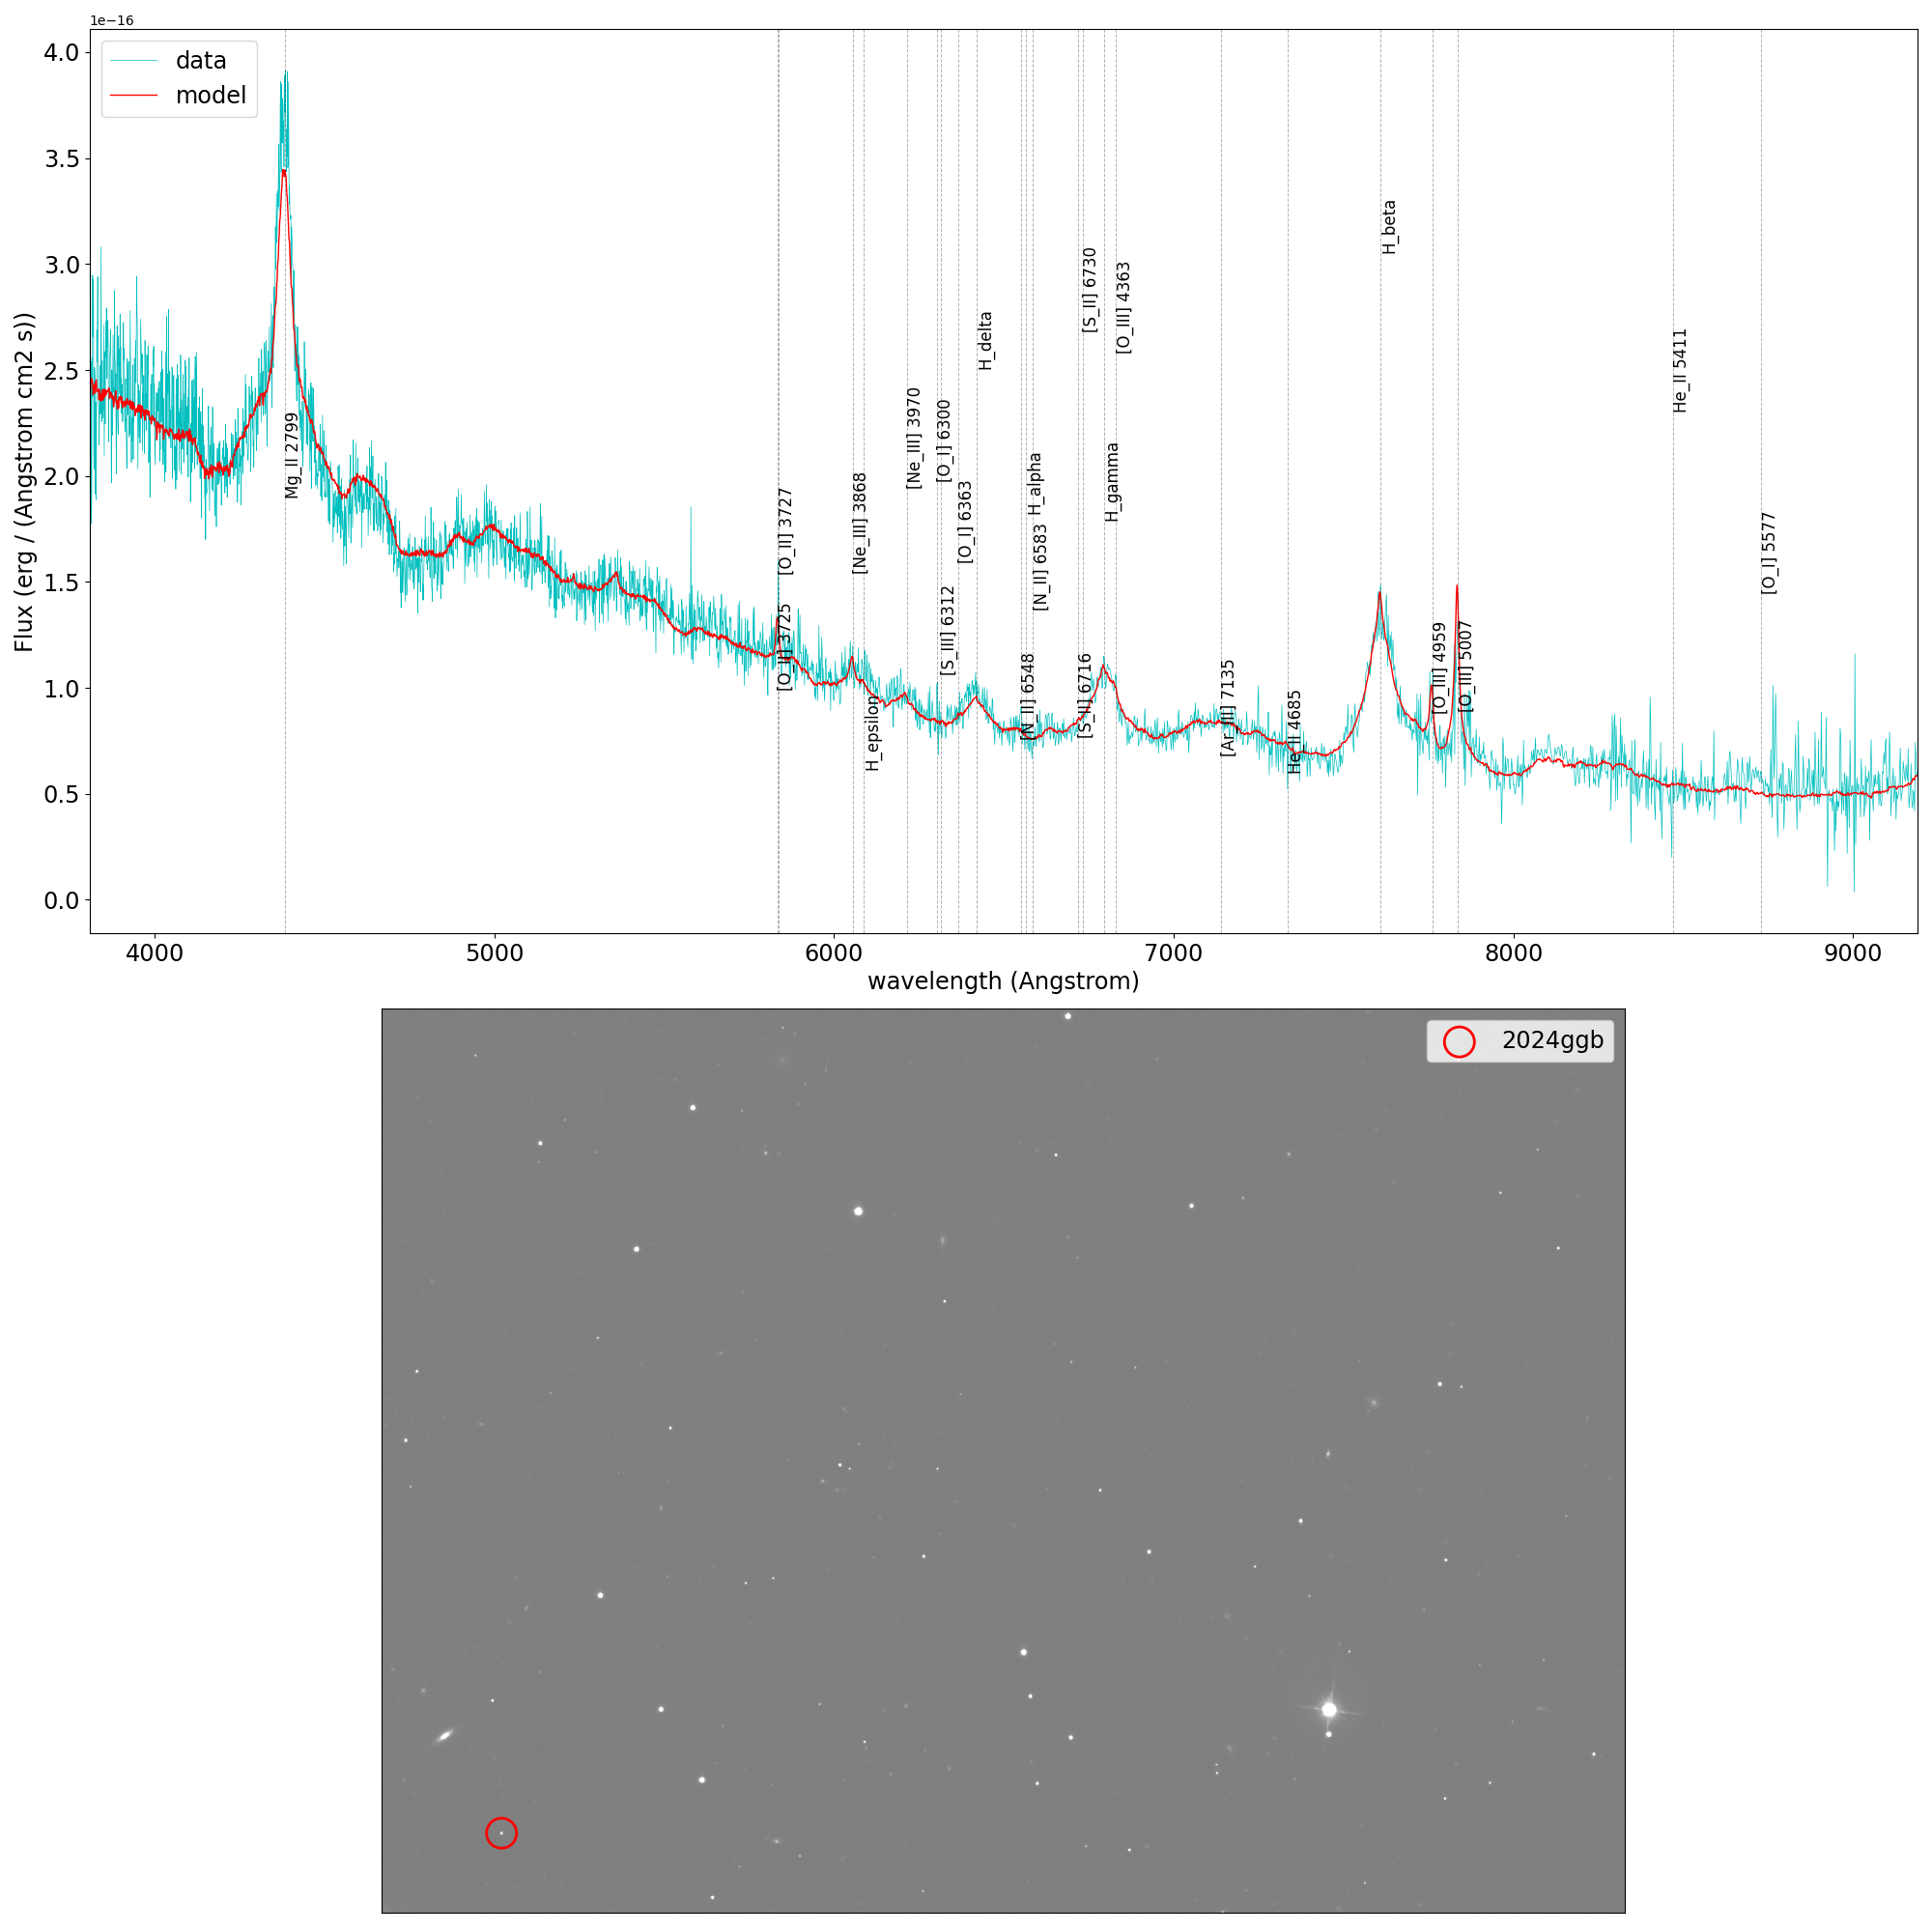 1e−16
data
model
4.0
3.5
3.0
2.5
2.0
1.5
1.0
0.5
0.0
Flux (erg / (Angstrom cm2 s))
Mg_II 2799
[O_II] 3725
[O_II] 3727
[Ne_III] 3868
H_epsilon
[Ne_III] 3970
[O_I] 6300
[S_III] 6312
[O_I] 6363
H_delta
[N_II] 6548
H_alpha
[N_II] 6583
[S_II] 6716
[S_II] 6730
H_gamma
[O_III] 4363
[Ar_III] 7135
He_II 4685
H_beta
[O_III] 4959
[O_III] 5007
He_II 5411
[O_I] 5577
4000
5000
6000
7000
8000
9000
wavelength (Angstrom)
2024ggb